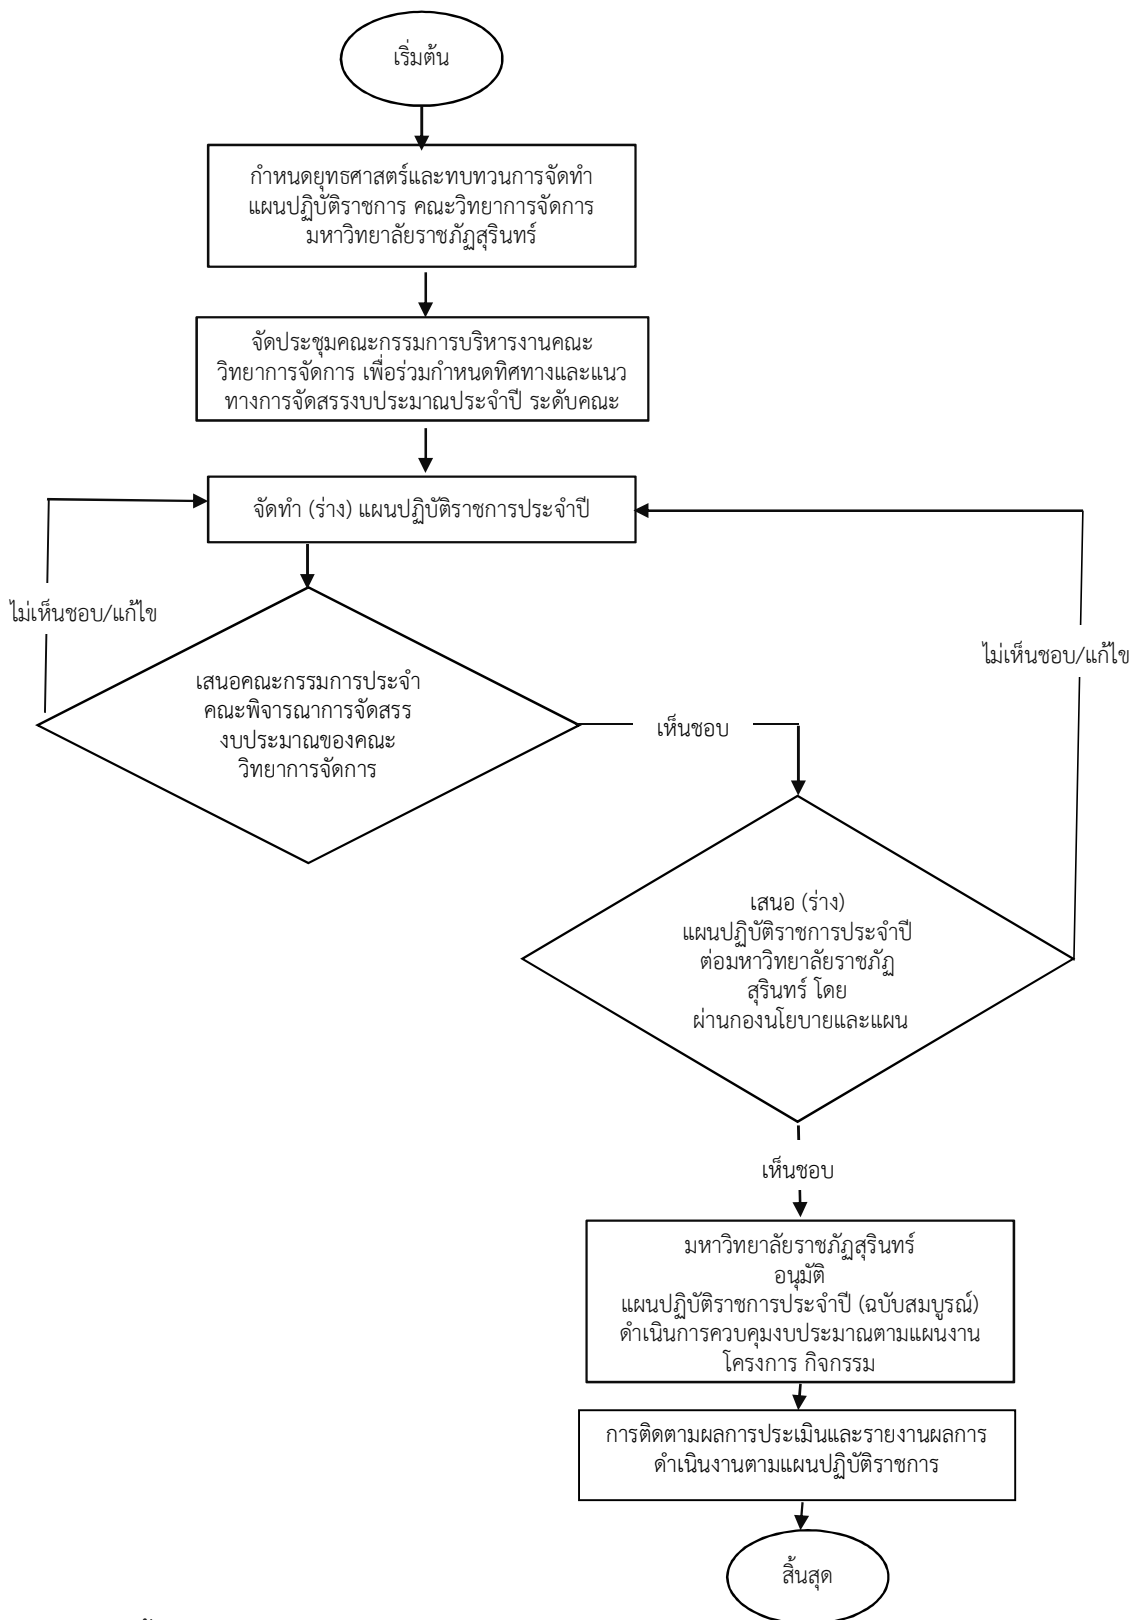 เริ่มต้น
กำหนดยุทธศาสตร์และทบทวนการจัดทำ
แผนปฏิบัติราชการ คณะวิทยาการจัดการ
มหาวิทยาลัยราชภัฏสุรินทร์
จัดประชุมคณะกรรมการบริหารงานคณะ
วิทยาการจัดการ เพื่อร่วมกำหนดทิศทางและแนว
ทางการจัดสรรงบประมาณประจำปี ระดับคณะ
จัดทำ (ร่าง) แผนปฏิบัติราชการประจำปี
ไม่เห็นชอบ/แก้ไข
ไม่เห็นชอบ/แก้ไข
เสนอคณะกรรมการประจำ
คณะพิจารณาการจัดสรร
งบประมาณของคณะ
วิทยาการจัดการ
เห็นชอบ
เสนอ (ร่าง)
แผนปฏิบัติราชการประจำปี
ต่อมหาวิทยาลัยราชภัฏ
สุรินทร์ โดย
ผ่านกองนโยบายและแผน
เห็นชอบ
มหาวิทยาลัยราชภัฏสุรินทร์
อนุมัติ
แผนปฏิบัติราชการประจำปี (ฉบับสมบูรณ์)
ดำเนินการควบคุมงบประมาณตามแผนงาน
โครงการ กิจกรรม
การติดตามผลการประเมินและรายงานผลการ
ดำเนินงานตามแผนปฏิบัติราชการ
สิ้นสุด